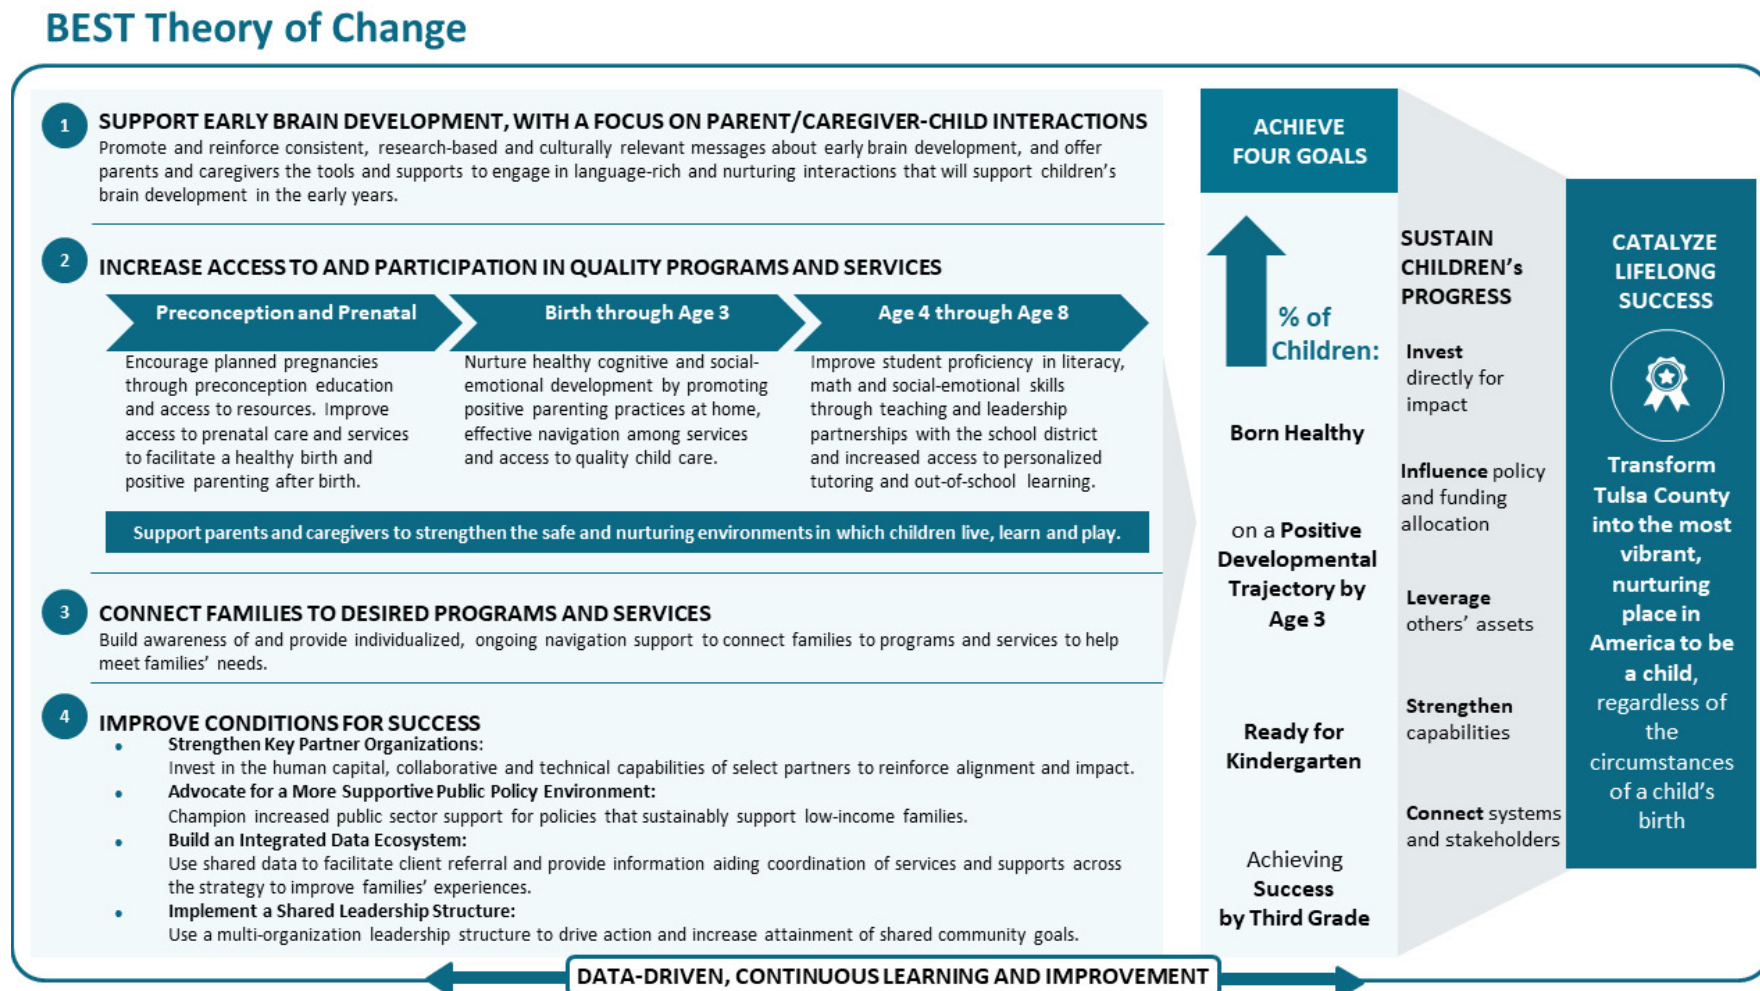 BEST Theory of Change
1
SUPPORT EARLY BRAIN DEVELOPMENT, WITH A FOCUS ON PARENT/CAREGIVER-CHILD INTERACTIONS
Promote and reinforce consistent, research-based and culturally relevant messages about early brain development, and offer
parents and caregivers the tools and supports to engage in language-rich and nurturing interactions that will support children's
brain development in the early years.
2
INCREASE ACCESS TO AND PARTICIPATION IN QUALITY PROGRAMS AND SERVICES
Preconception and Prenatal
Encourage planned pregnancies
through preconception education
and access to resources. Improve
access to prenatal care and services
to facilitate a healthy birth and
positive parenting after birth.
Birth through Age 3
Nurture healthy cognitive and social-
emotional development by promoting
positive parenting practices at home,
effective navigation among services
and access to quality child care.
Age 4 through Age 8
Improve student proficiency in literacy,
math and social-emotional skills
through teaching and leadership
partnerships with the school district
and increased access to personalized
tutoring and out-of-school learning.
Support parents and caregivers to strengthen the safe and nurturing environments in which children live, learn and play.
3
CONNECT FAMILIES TO DESIRED PROGRAMS AND SERVICES
Build awareness of and provide individualized, ongoing navigation support to connect families to programs and services to help
meet families' needs.
4
IMPROVE CONDITIONS FOR SUCCESS
• Strengthen Key Partner Organizations:
Invest in the human capital, collaborative and technical capabilities of select partners to reinforce alignment and impact.
• Advocate for a More Supportive Public Policy Environment:
Champion increased public sector support for policies that sustainably support low-income families.
• Build an Integrated Data Ecosystem:
Use shared data to facilitate client referral and provide information aiding coordination of services and supports across
the strategy to improve families' experiences.
• Implement a Shared Leadership Structure:
Use a multi-organization leadership structure to drive action and increase attainment of shared community goals.
ACHIEVE
FOUR GOALS
% of
Children:
Born Healthy
on a Positive
Developmental
Trajectory by
Age 3
Ready for
Kindergarten
Achieving
Success
by Third Grade
SUSTAIN
CHILDREN's
PROGRESS
Invest
directly for
impact
Influence policy
and funding
allocation
Leverage
others' assets
Strengthen
capabilities
Connect systems
and stakeholders
CATALYZE
LIFELONG
SUCCESS
Transform
Tulsa County
into the most
vibrant,
nurturing
place in
America to be
a child,
regardless of
the
circumstances
of a child's
birth
DATA-DRIVEN, CONTINUOUS LEARNING AND IMPROVEMENT